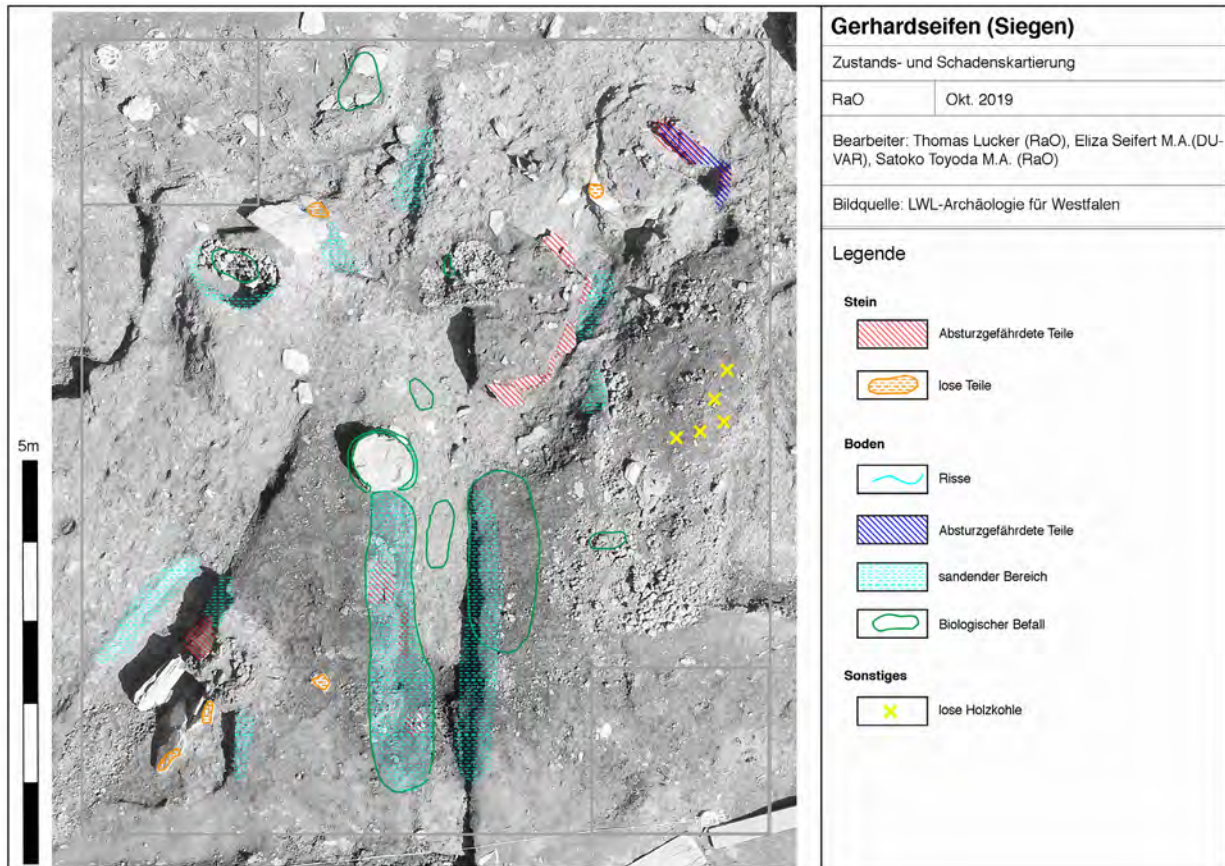 Gerhardseifen (Siegen)
Zustands- und Schadenskartierung
RaO
Okt. 2019
Bearbeiter: Thomas Lucker (RaO), Eliza Seifert M.A.(DU-
VAR), Satoko Toyoda M.A. (RaO)
Bildquelle: LWL-Archäologie für Westfalen
Legende
Stein
Absturzgefährdete Teile
lose Teile
Boden
Risse
Absturzgefährdete Teile
sandender Bereich
Biologischer Befall
Sonstiges
lose Holzkohle
5m